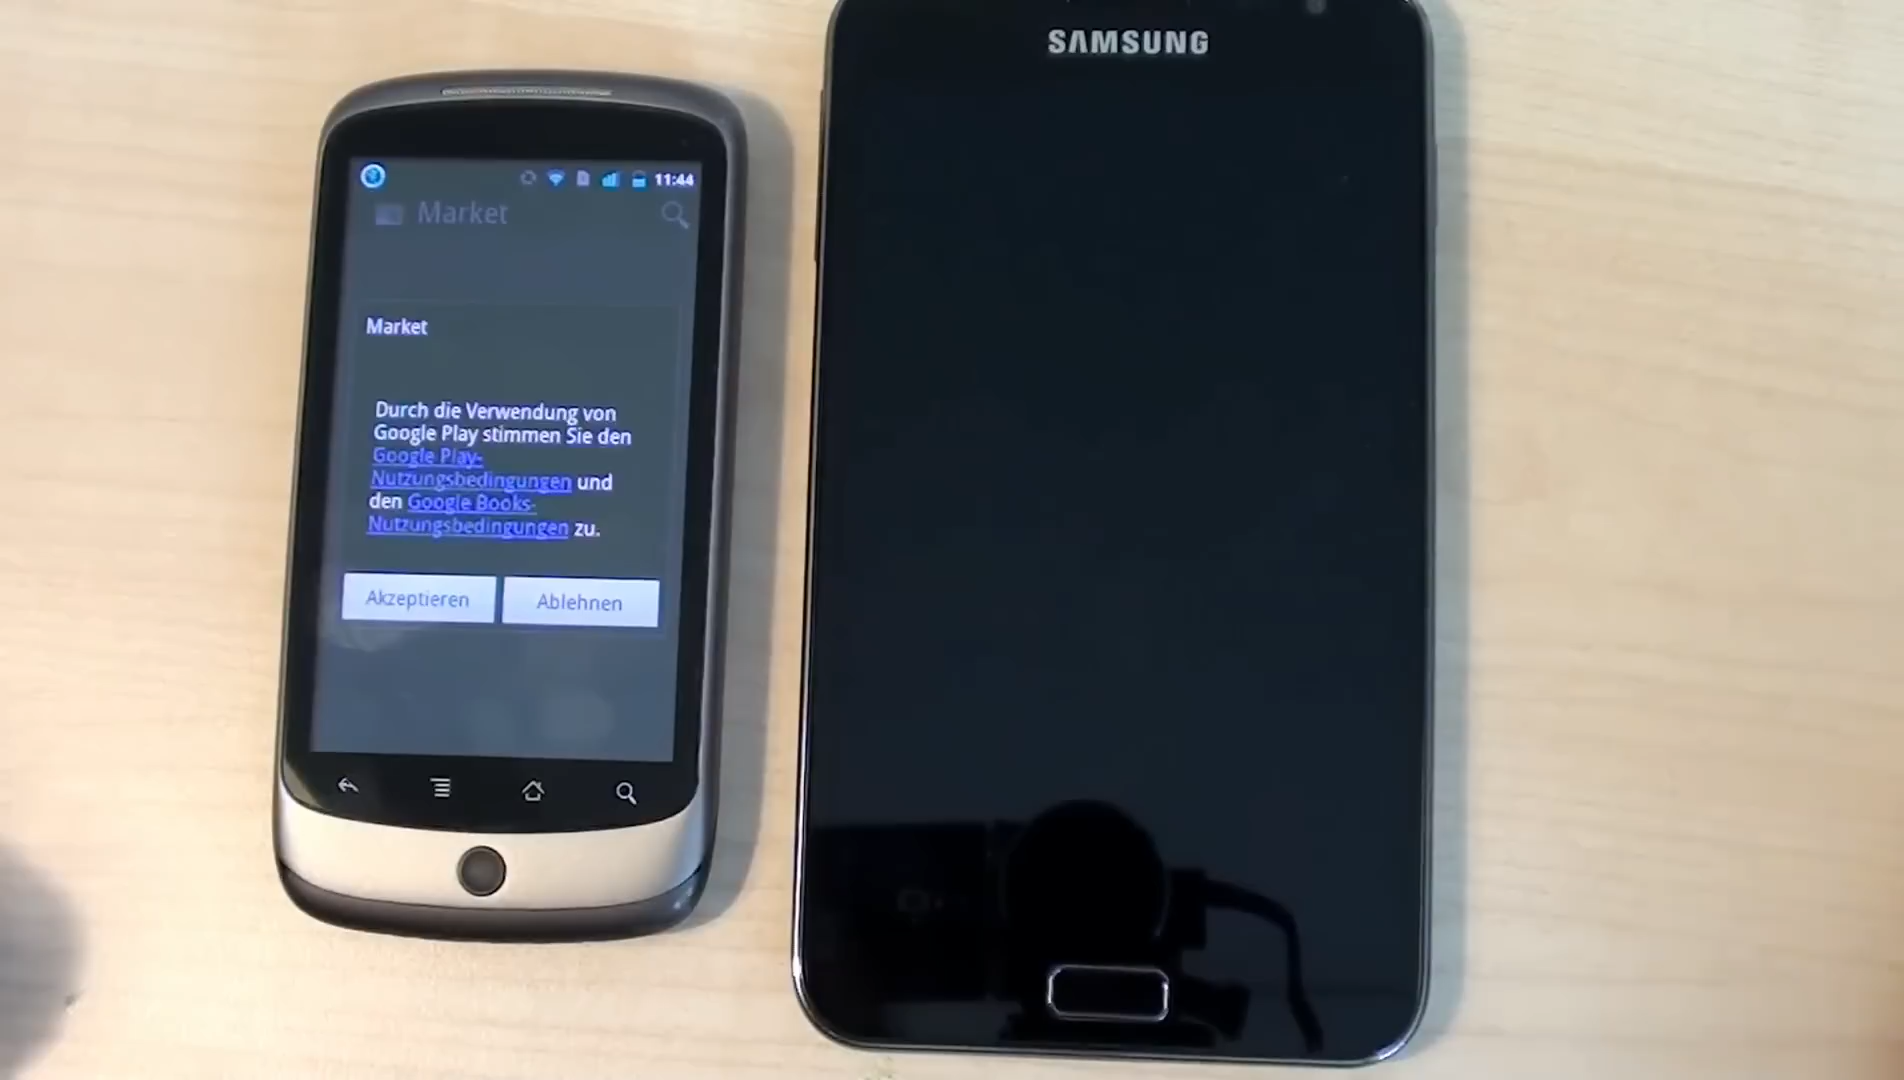 SAMSUNG
11:44
Market
Market
Durch die Verwendung von
Google Play stimmen Sie den
Google Play-
Nutzungsbedingungen und
den Google Books-
Nutzungsbedingungen zu.
Akzeptieren Ablehnen